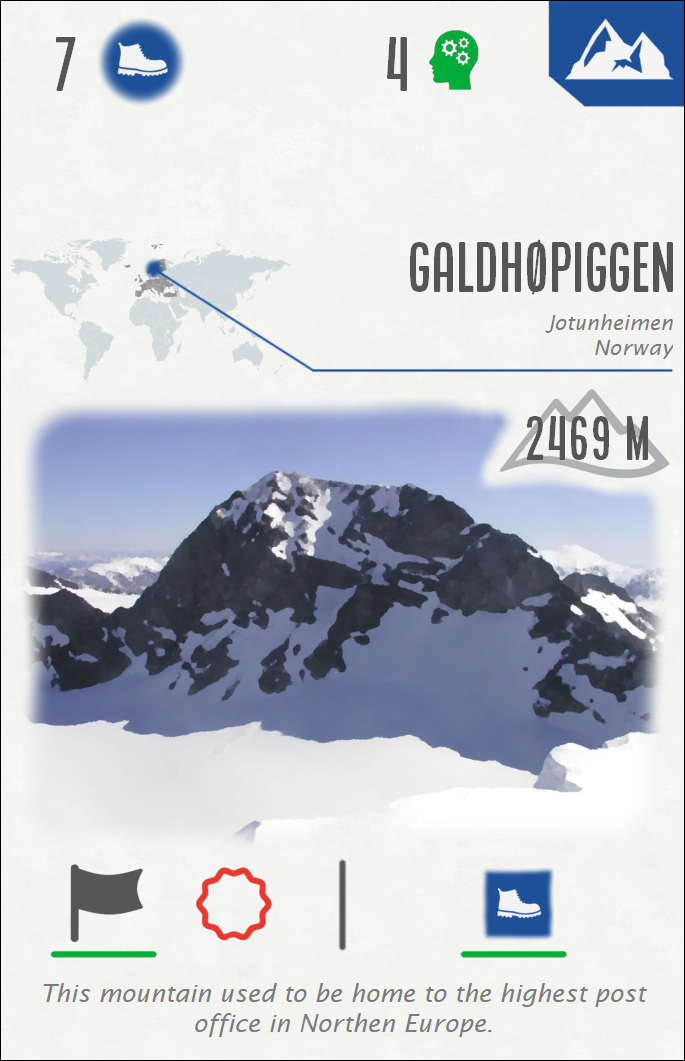 7
4
GALDHØPIGGEN
Jotunheimen
Norway
2469 M
This mountain used to be home to the highest post
office in Northen Europe.